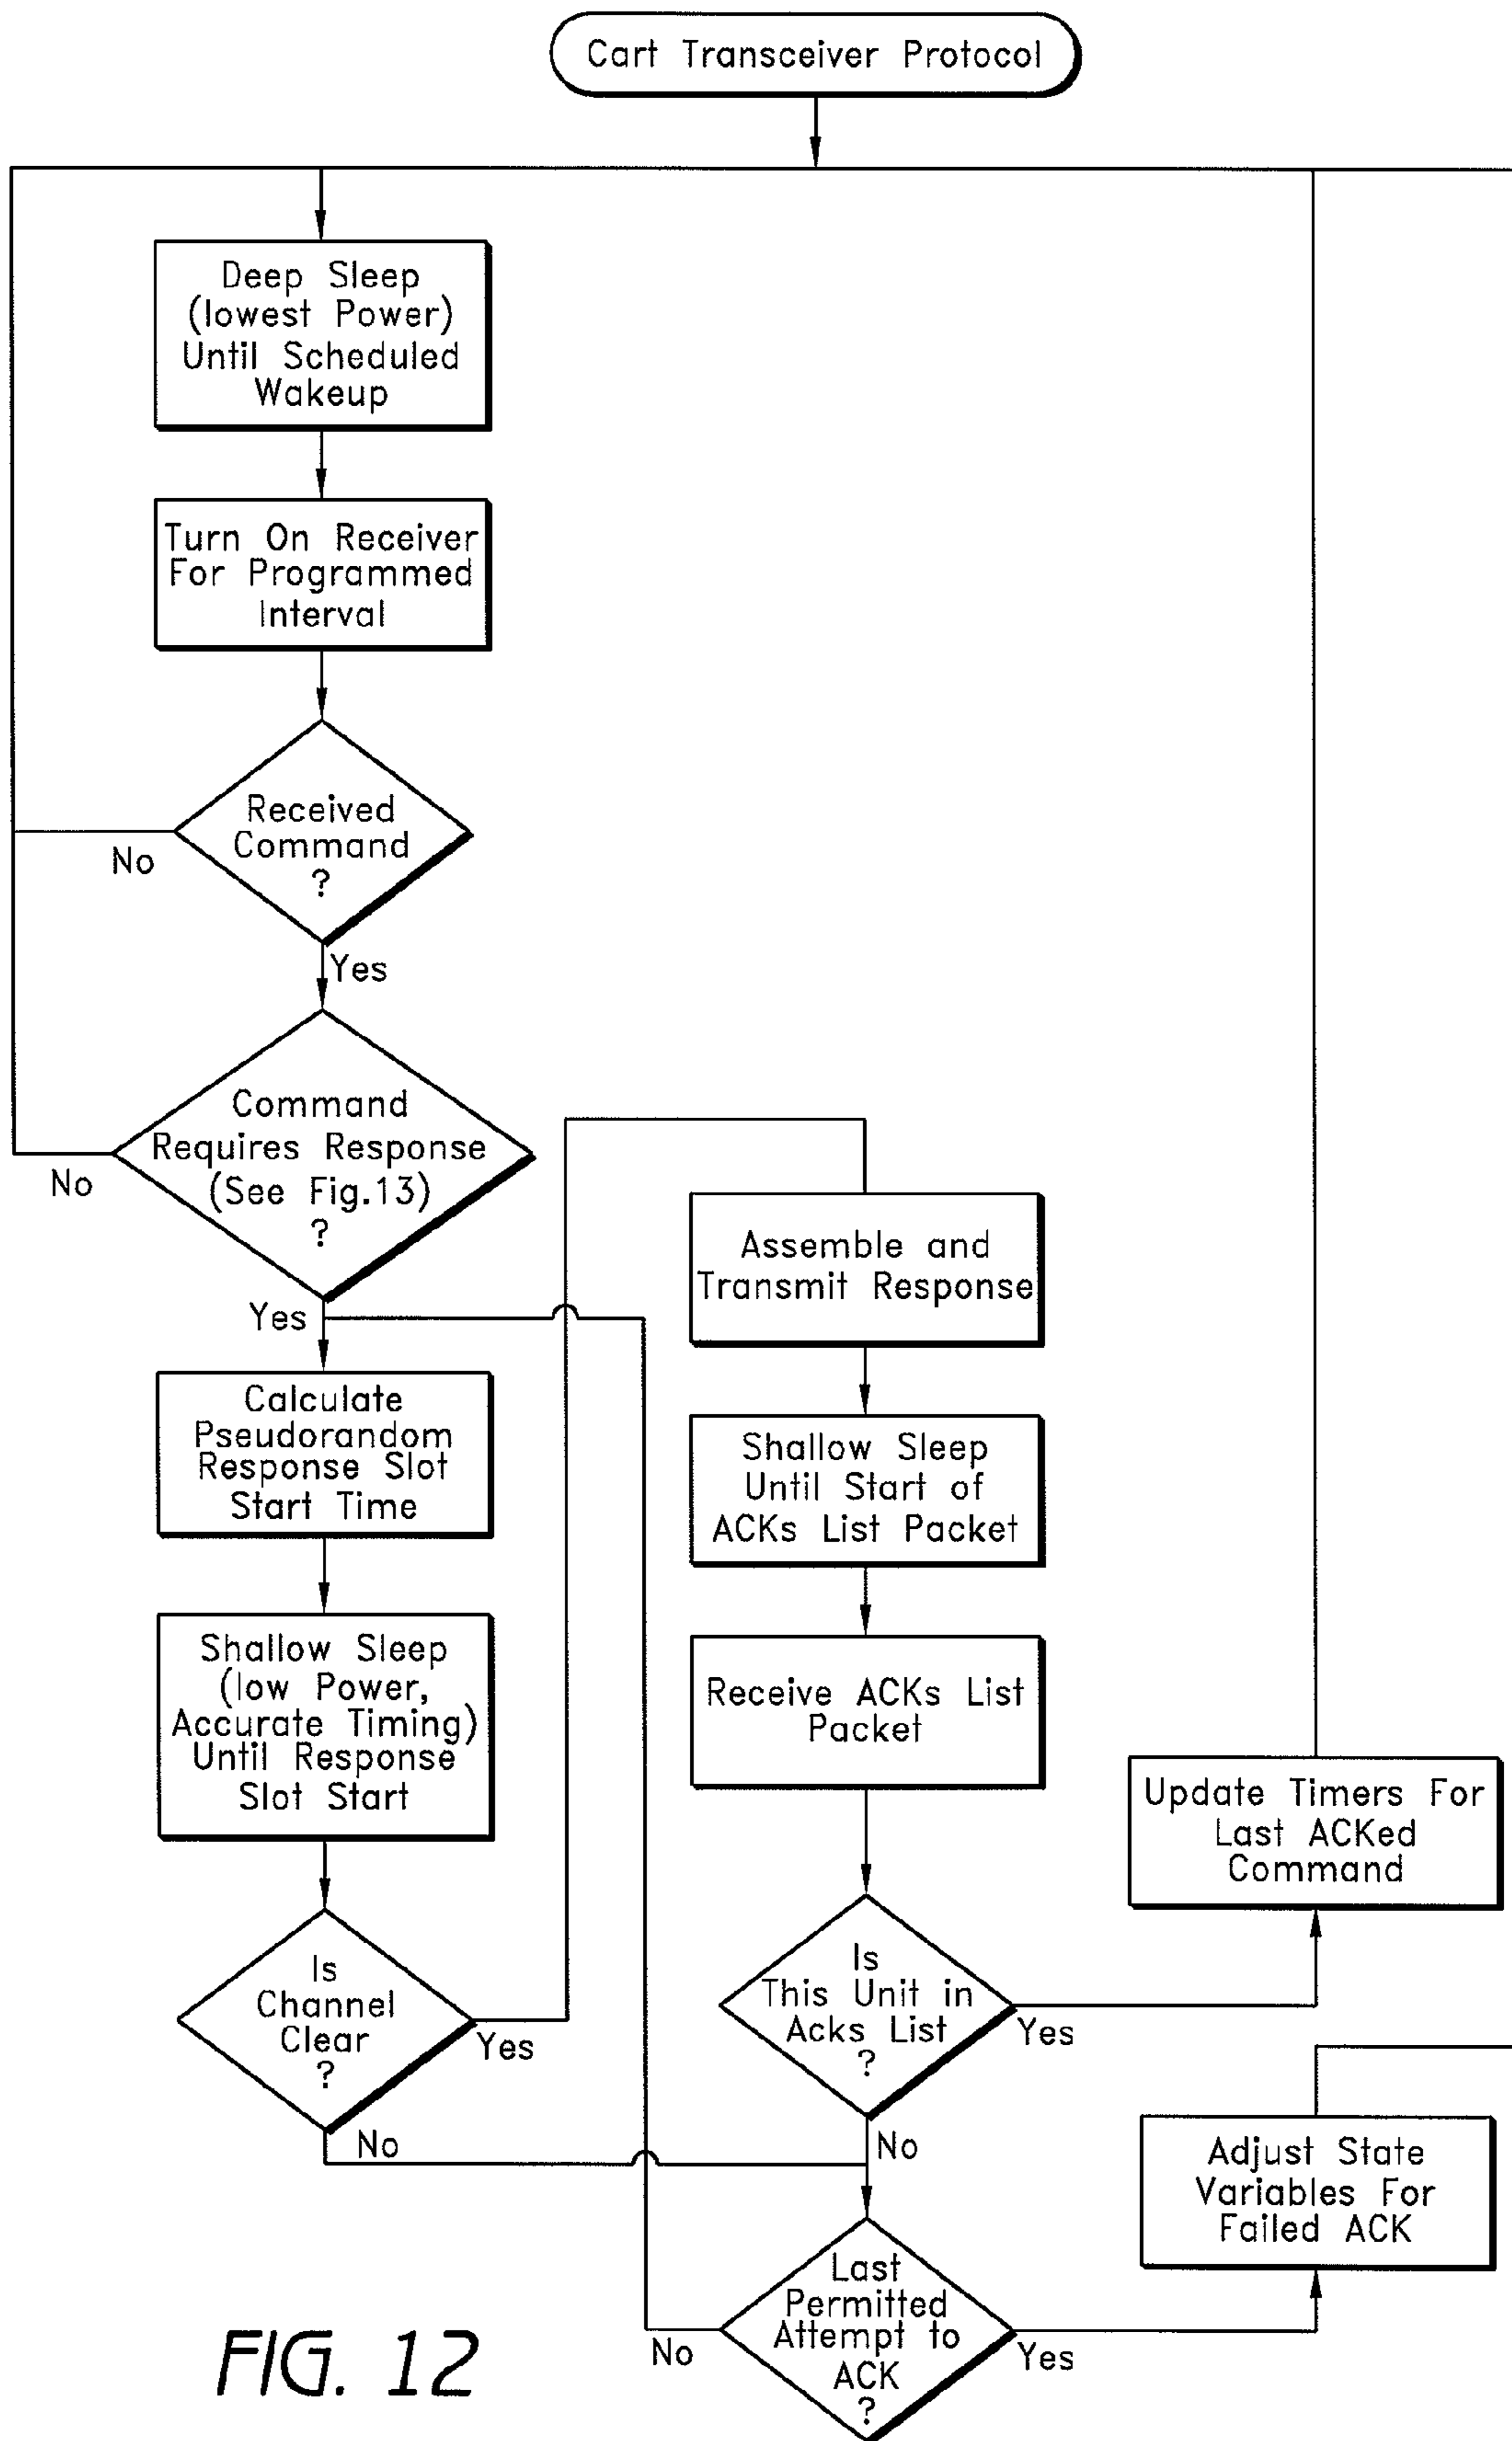 Cart Transceiver Protocol
Deep Sleep
(lowest Power)
Until Scheduled
Wakeup
Turn On Receiver
For Programmed
Interval
Received
Command
?
No
Yes
Command
Requires Response
(See Fig.13)
?
No
Yes
Calculate
Pseudorandom
Response Slot
Start Time
Shallow Sleep
(low Power,
Accurate Timing)
Until Response
Slot Start
Is
Channel
Clear
?
Yes
No
Assemble and
Transmit Response
Shallow Sleep
Until Start of
ACKs List Packet
Receive ACKs List
Packet
Is
This Unit in
Acks List
?
Yes
No
Update Timers For
Last ACKed
Command
Last
Permitted
Attempt to
ACK
?
No
Yes
Adjust State
Variables For
Failed ACK
FIG. 12